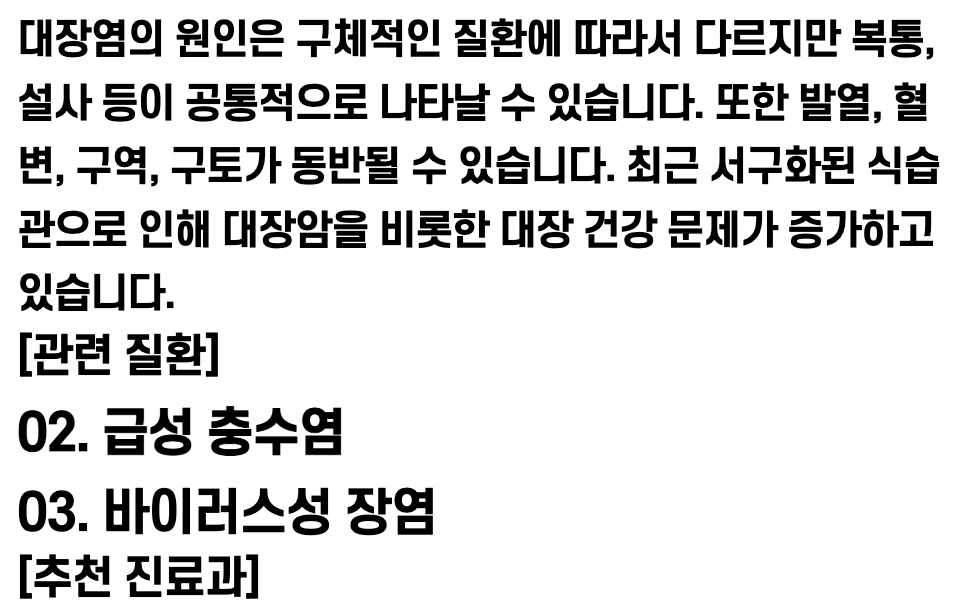 대장염의 원인은 구체적인 질환에 따라서 다르지만 복통,
설사 등이 공통적으로 나타날 수 있습니다. 또한 발열, 혈
변, 구역, 구토가 동반될 수 있습니다. 최근 서구화된 식습
관으로 인해 대장암을 비롯한 대장 건강 문제가 증가하고
있습니다.
[관련 질환]
02. 급성 충수염
03. 바이러스성 장염
[추천 진료과]